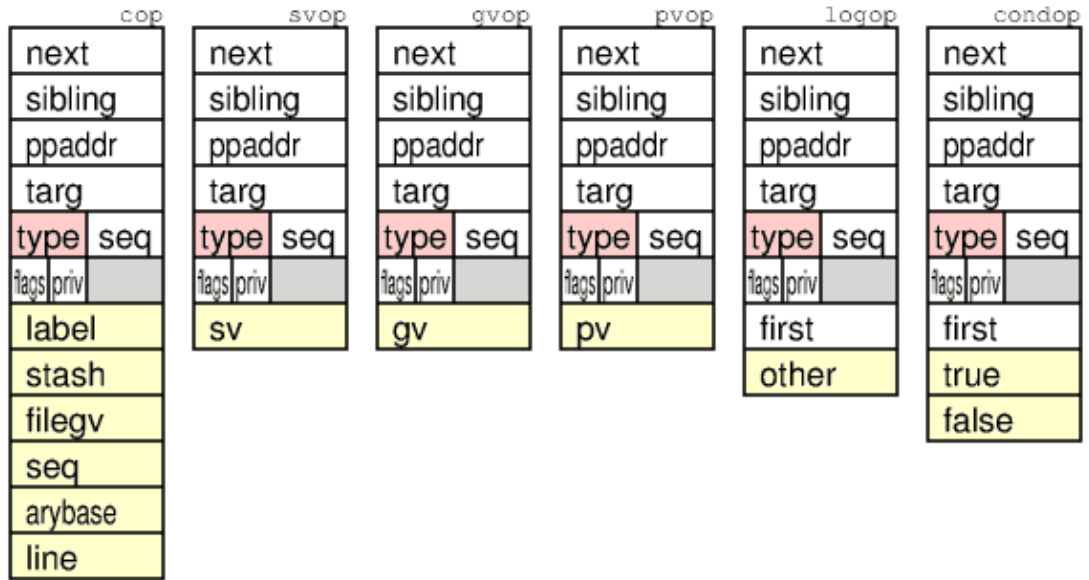 cop svop gvop pvop logop condop
next next next next next next
sibling sibling sibling sibling sibling sibling
ppaddr ppaddr ppaddr ppaddr ppaddr ppaddr
targ targ targ targ targ targ
type seq type seq type seq type seq type seq type seq
flags priv flags priv flags priv flags priv flags priv flags priv
label sv gv pv first first
stash other true
filegv false
seq
arybase
line